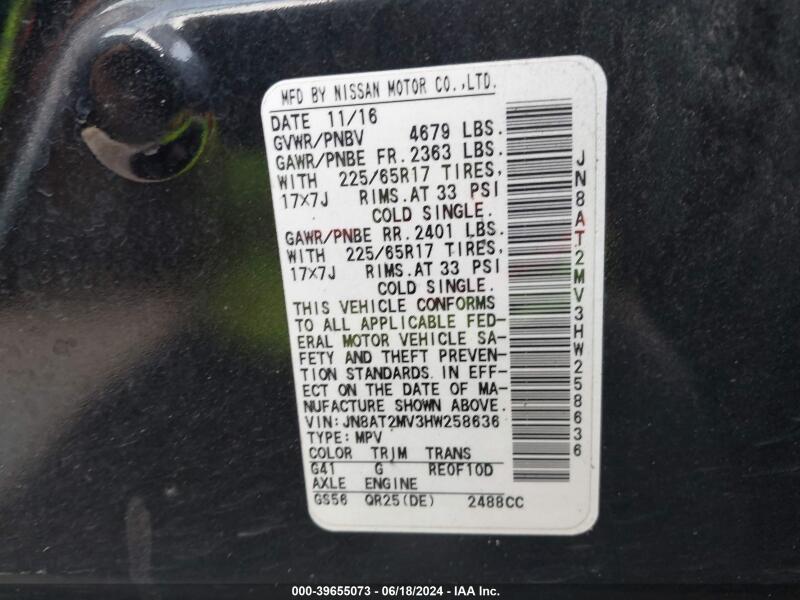 MFD BY NISSAN MOTOR CO.,LTD.
DATE 11/16
GVWR/PNBV 4679 LBS.
GAWR/PNBE FR. 2363 LBS.
WITH 225/65R17 TIRES,
17×7J RIMS.AT 33 PSI
COLD SINGLE.
GAWR/PNBE RR. 2401 LBS.
WITH 225/65R17 TIRES,
17×7J RIMS.AT 33 PSI
COLD SINGLE.
THIS VEHICLE CONFORMS
TO ALL APPLICABLE FED-
ERAL MOTOR VEHICLE SA-
FETY AND THEFT PREVEN-
TION STANDARDS. IN EFF-
ECT ON THE DATE OF MA-
NUFACTURE SHOWN ABOVE.
VIN: JN8AT2MV3HW258636
TYPE: MPV
COLOR TRIM TRANS
G41 G RE0F10D
AXLE ENGINE
GS56 QR25(DE) 2488CC
JN8AT2MV3HW258636
000-39655073 - 06/18/2024 - IAA Inc.